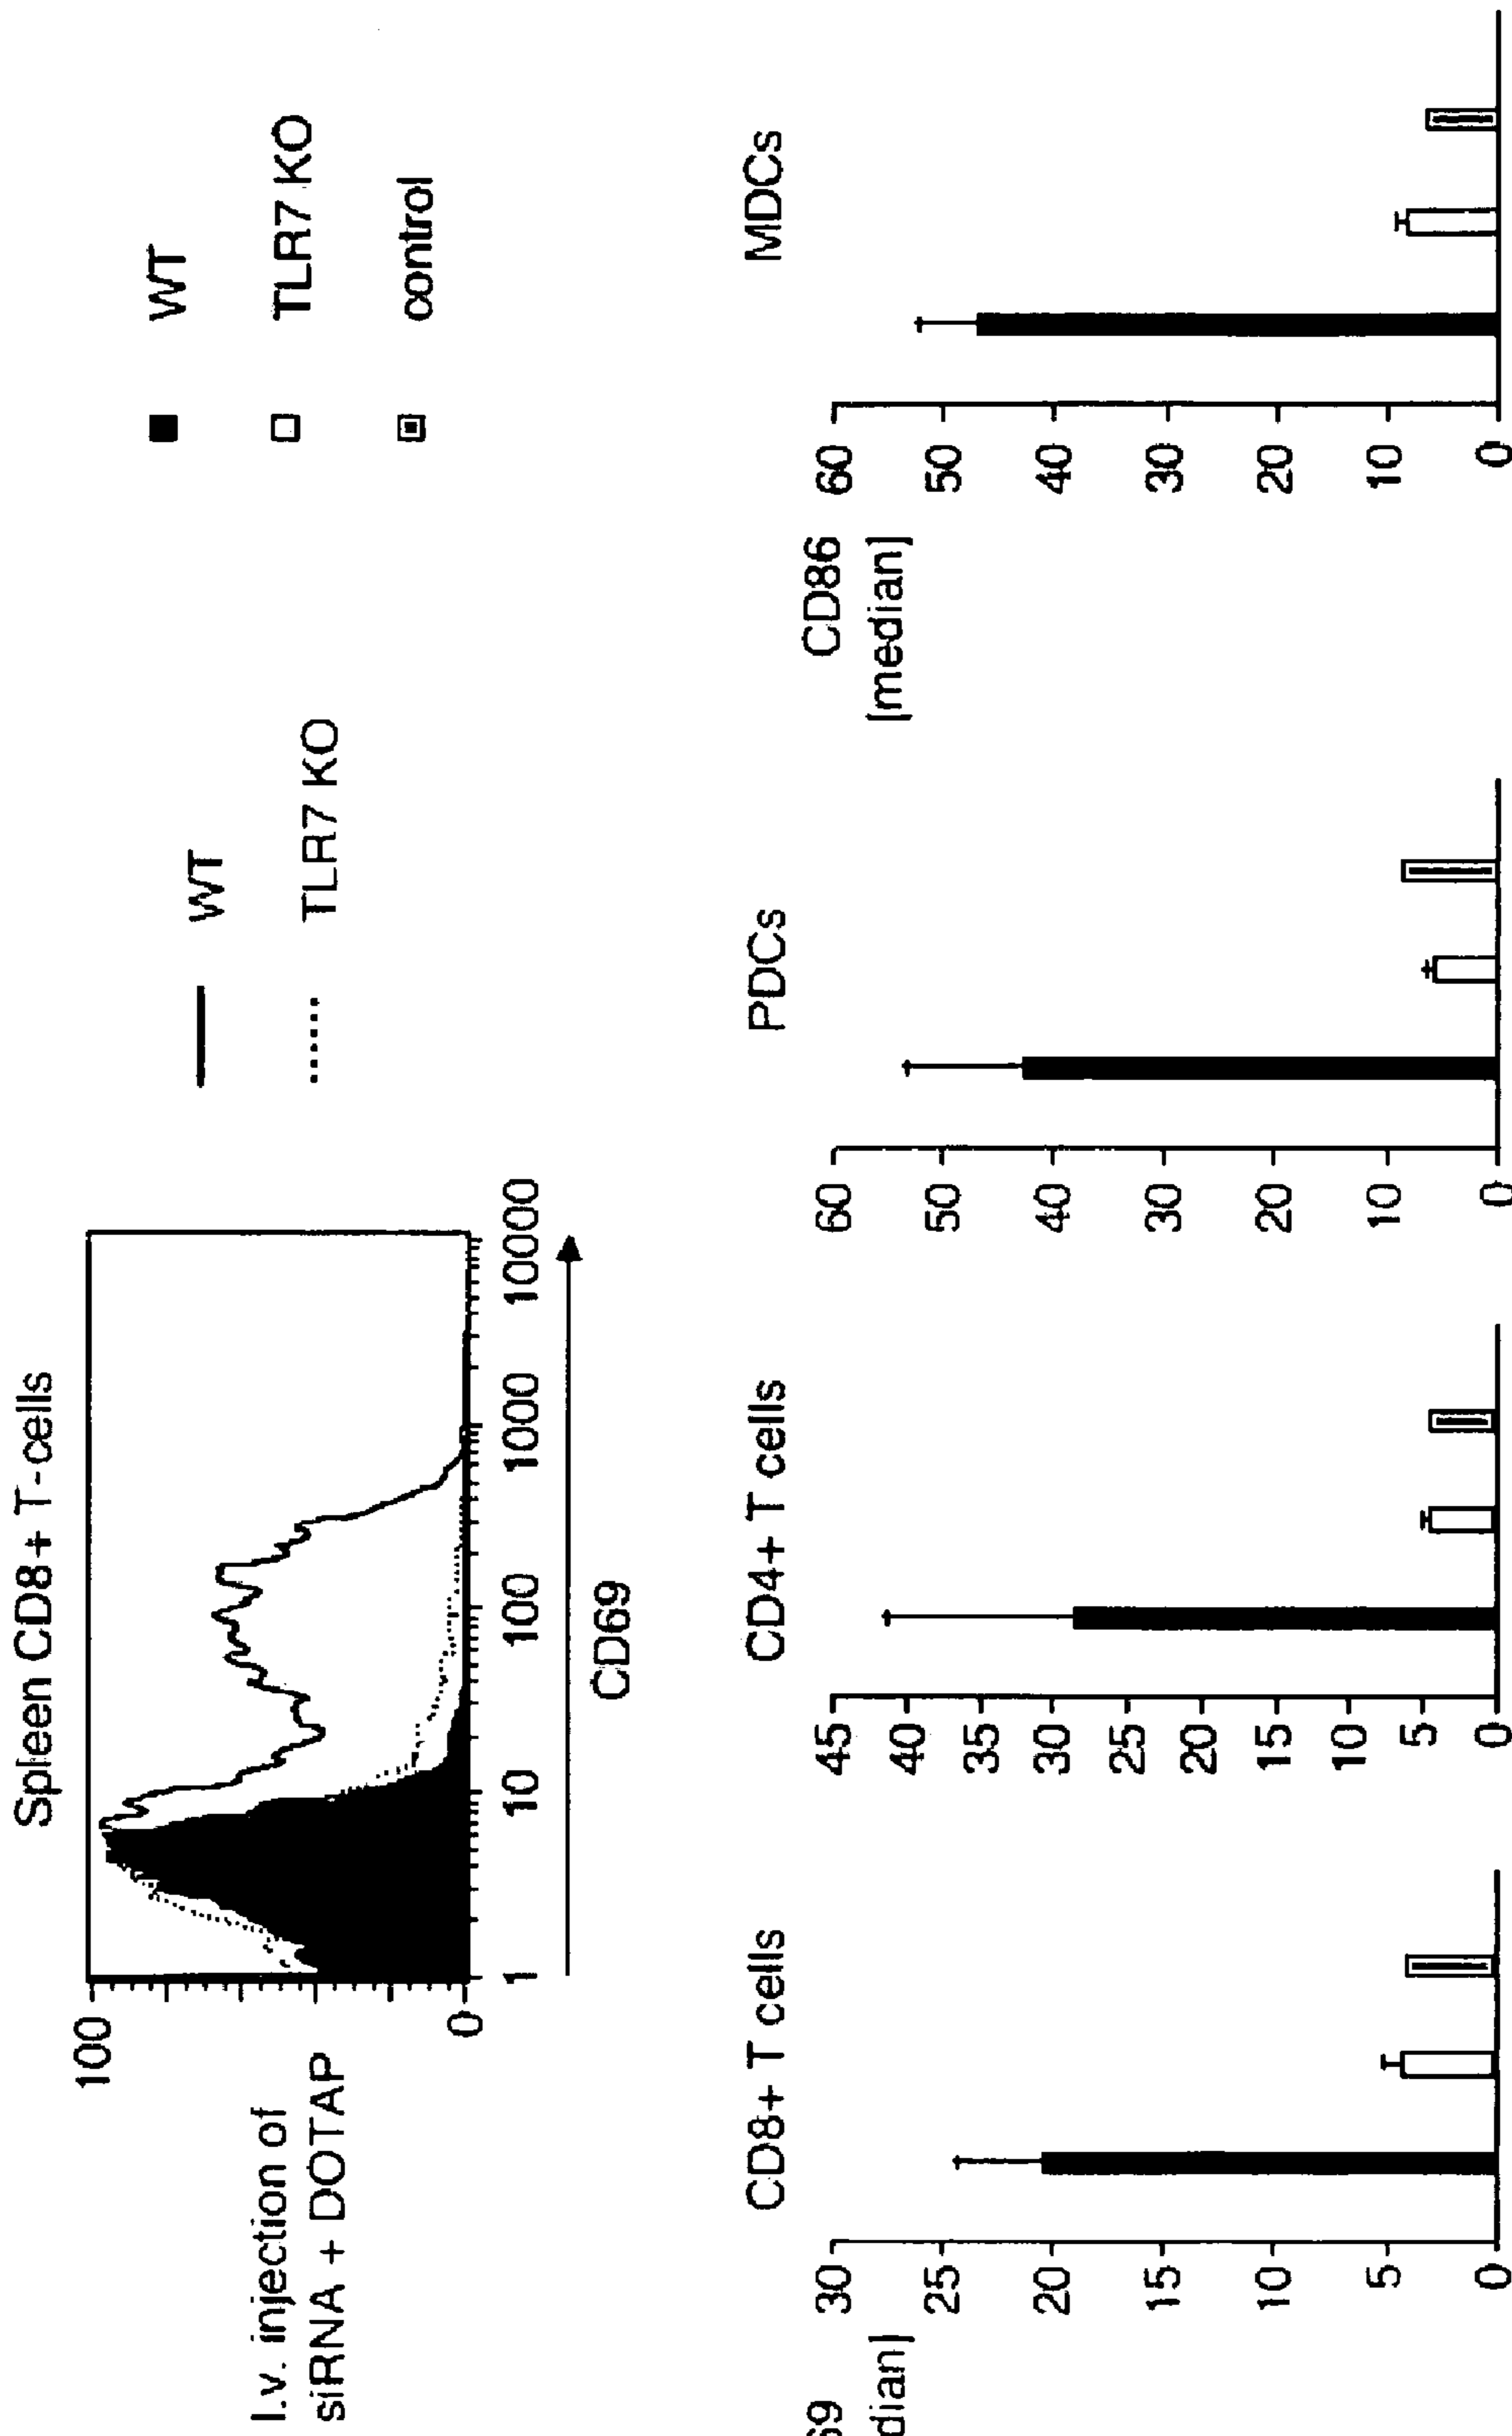 Spleen CD8+ T-cells
I.v. injection of
siRNA + DOTAP
100
0
1 10 100 1000 10000
CD69
WT
TLR7 KO
WT
TLR7 KO
control
69
dian]
CD8+ T cells
30
25
20
15
10
5
0
CD4+ T cells
45
40
35
30
25
20
15
10
5
0
PDCs
60
50
40
30
20
10
0
CD86
[median]
MDCs
60
50
40
30
20
10
0